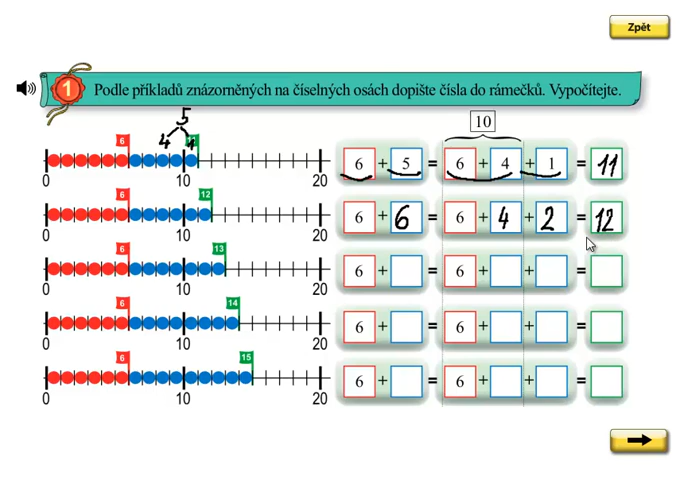 Zpět
1 Podle příkladů znázorněných na číselných osách dopište čísla do rámečků. Vypočítejte.
5
4 1
10
6 11
0 10 20
6 + 5 = 6 + 4 + 1 = 11
6 12
0 10 20
6 + 6 = 6 + 4 + 2 = 12
6 13
0 10 20
6 + = 6 + + =
6 14
0 10 20
6 + = 6 + + =
6 15
0 10 20
6 + = 6 + + =